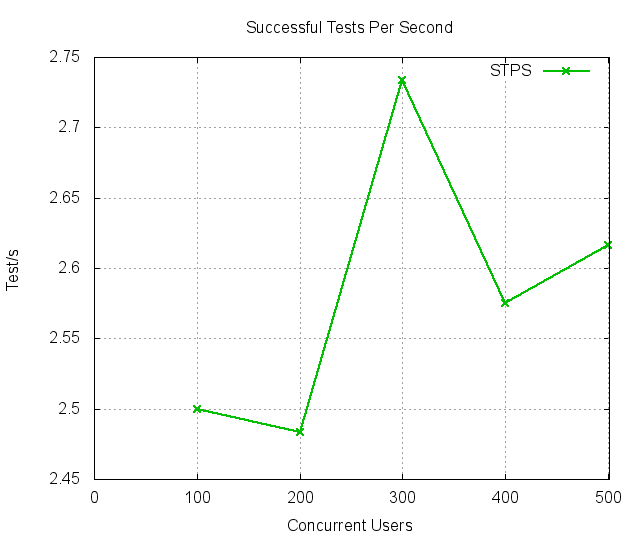 Successful Tests Per Second
STPS
2.75
2.7
2.65
2.6
2.55
2.5
2.45
Test/s
0 100 200 300 400 500
Concurrent Users